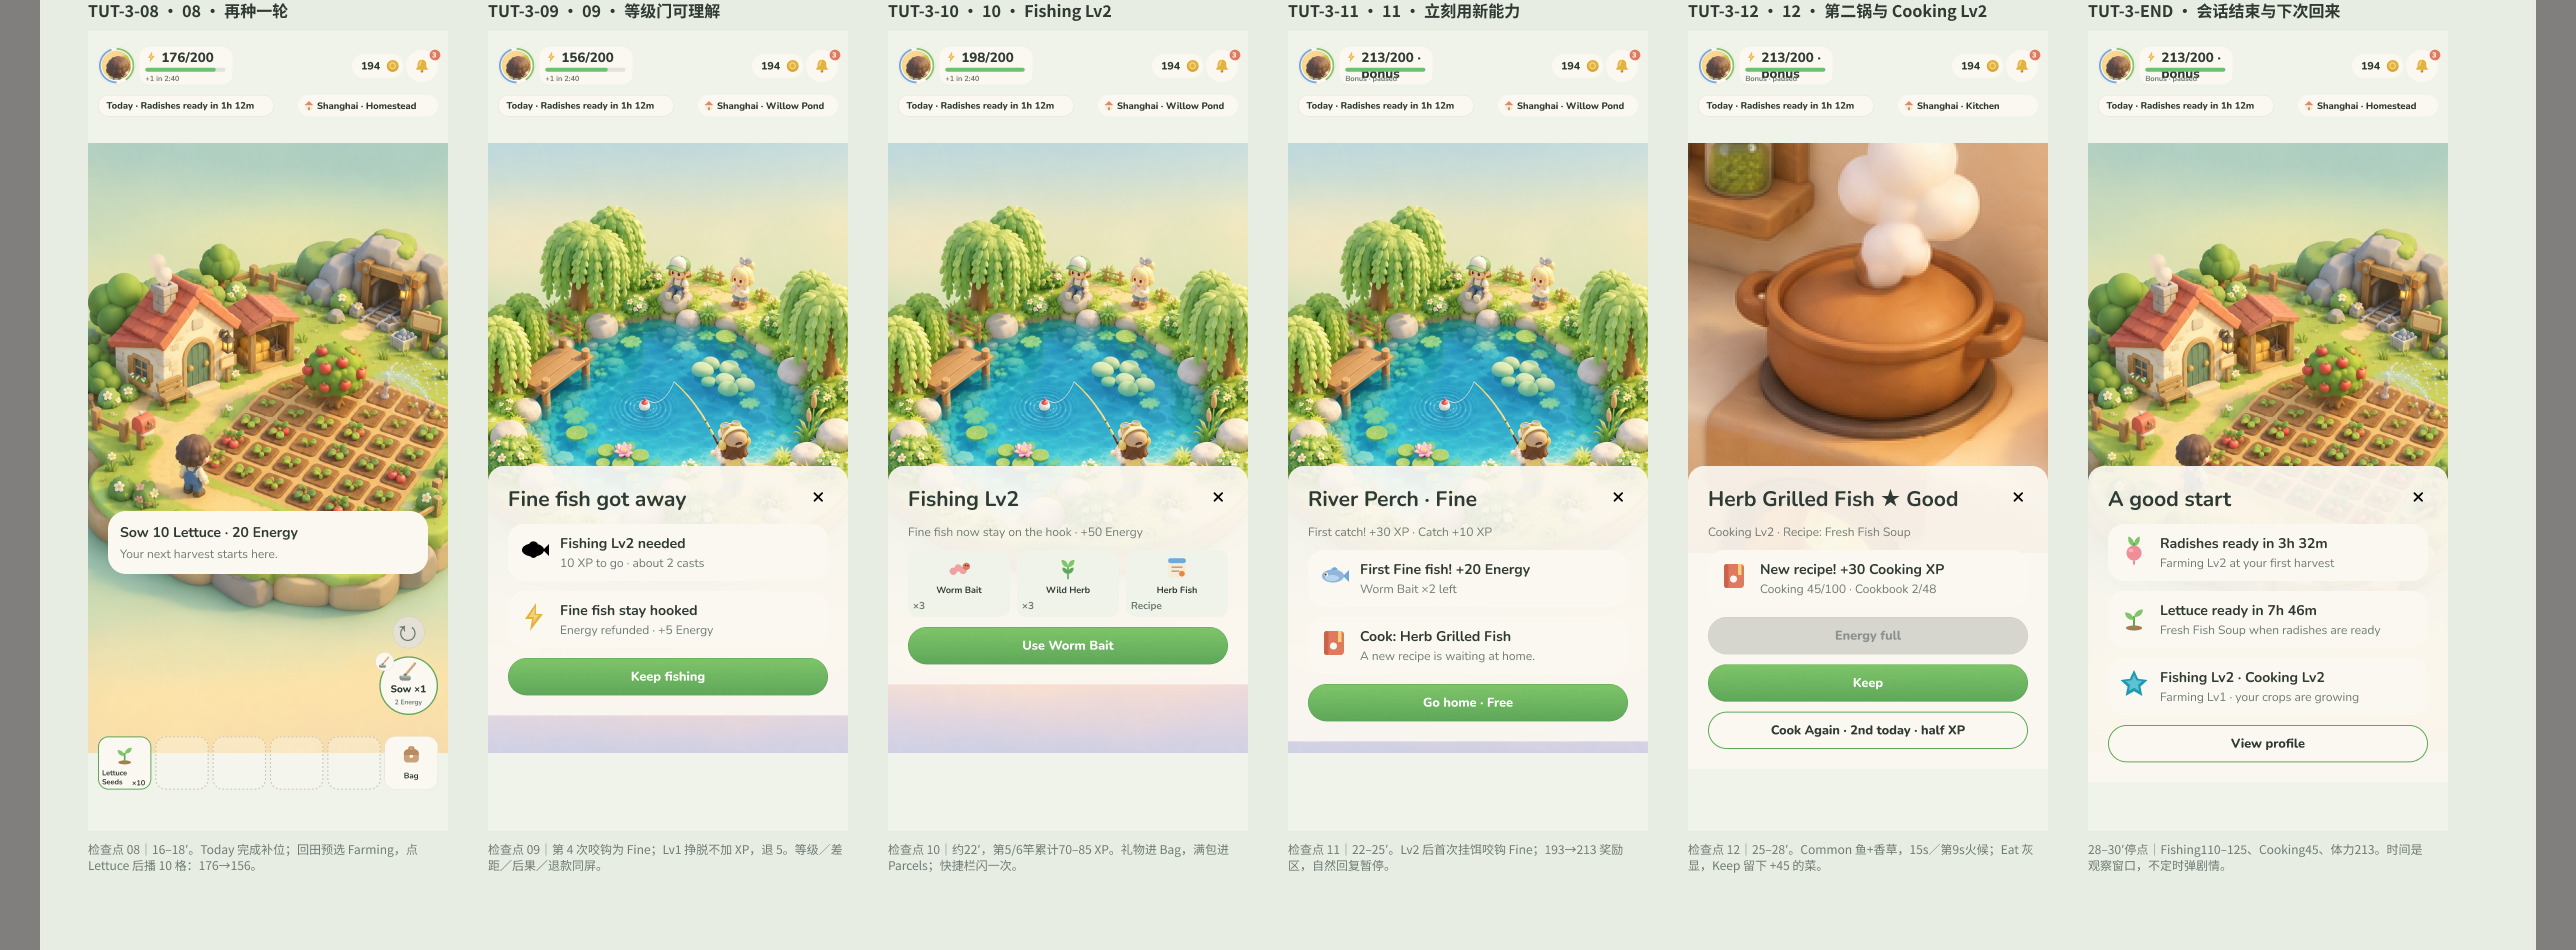 TUT-3-08 • 08 • 再种一轮
176/200
+1 in 2:40
194
3
Today · Radishes ready in 1h 12m
Shanghai · Homestead
Sow 10 Lettuce · 20 Energy
Your next harvest starts here.
Sow ×1
2 Energy
Lettuce
Seeds ×10
Bag
检查点 08｜16–18′。Today 完成补位；回田预选 Farming，点
Lettuce 后播 10 格：176→156。
TUT-3-09 • 09 • 等级门可理解
156/200
+1 in 2:40
194
3
Today · Radishes ready in 1h 12m
Shanghai · Willow Pond
Fine fish got away
Fishing Lv2 needed
10 XP to go · about 2 casts
Fine fish stay hooked
Energy refunded · +5 Energy
Keep fishing
检查点 09｜第 4 次咬钩为 Fine；Lv1 挣脱不加 XP，退 5。等级／差
距／后果／退款同屏。
TUT-3-10 • 10 • Fishing Lv2
198/200
+1 in 2:40
194
3
Today · Radishes ready in 1h 12m
Shanghai · Willow Pond
Fishing Lv2
Fine fish now stay on the hook · +50 Energy
Worm Bait
×3
Wild Herb
×3
Herb Fish
Recipe
Use Worm Bait
检查点 10｜约22′，第5/6竿累计70–85 XP。礼物进 Bag，满包进
Parcels；快捷栏闪一次。
TUT-3-11 • 11 • 立刻用新能力
213/200 ·
bonus
Bonus · paused
194
3
Today · Radishes ready in 1h 12m
Shanghai · Willow Pond
River Perch · Fine
First catch! +30 XP · Catch +10 XP
First Fine fish! +20 Energy
Worm Bait ×2 left
Cook: Herb Grilled Fish
A new recipe is waiting at home.
Go home · Free
检查点 11｜22–25′。Lv2 后首次挂饵咬钩 Fine；193→213 奖励
区，自然回复暂停。
TUT-3-12 • 12 • 第二锅与 Cooking Lv2
213/200 ·
bonus
Bonus · paused
194
3
Today · Radishes ready in 1h 12m
Shanghai · Kitchen
Herb Grilled Fish ★ Good
Cooking Lv2 · Recipe: Fresh Fish Soup
New recipe! +30 Cooking XP
Cooking 45/100 · Cookbook 2/48
Energy full
Keep
Cook Again · 2nd today · half XP
检查点 12｜25–28′。Common 鱼+香草，15s／第9s火候；Eat 灰
显，Keep 留下 +45 的菜。
TUT-3-END • 会话结束与下次回来
213/200 ·
bonus
Bonus · paused
194
3
Today · Radishes ready in 1h 12m
Shanghai · Homestead
A good start
Radishes ready in 3h 32m
Farming Lv2 at your first harvest
Lettuce ready in 7h 46m
Fresh Fish Soup when radishes are ready
Fishing Lv2 · Cooking Lv2
Farming Lv1 · your crops are growing
View profile
28–30′停点｜Fishing110–125、Cooking45、体力213。时间是
观察窗口，不定时弹剧情。